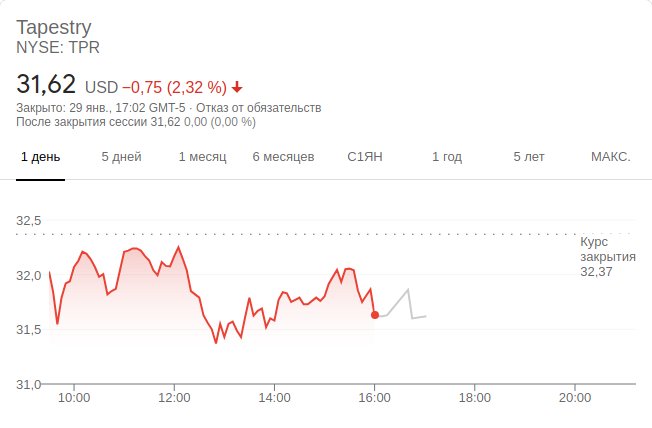 Tapestry
NYSE: TPR
31,62 USD −0,75 (2,32 %)
Закрыто: 29 янв., 17:02 GMT-5 · Отказ от обязательств
После закрытия сессии 31,62 0,00 (0,00 %)
1 день 5 дней 1 месяц 6 месяцев С1ЯН 1 год 5 лет МАКС.
32,5
Курс
закрытия
32,37
32,0
31,5
31,0
10:00 12:00 14:00 16:00 18:00 20:00